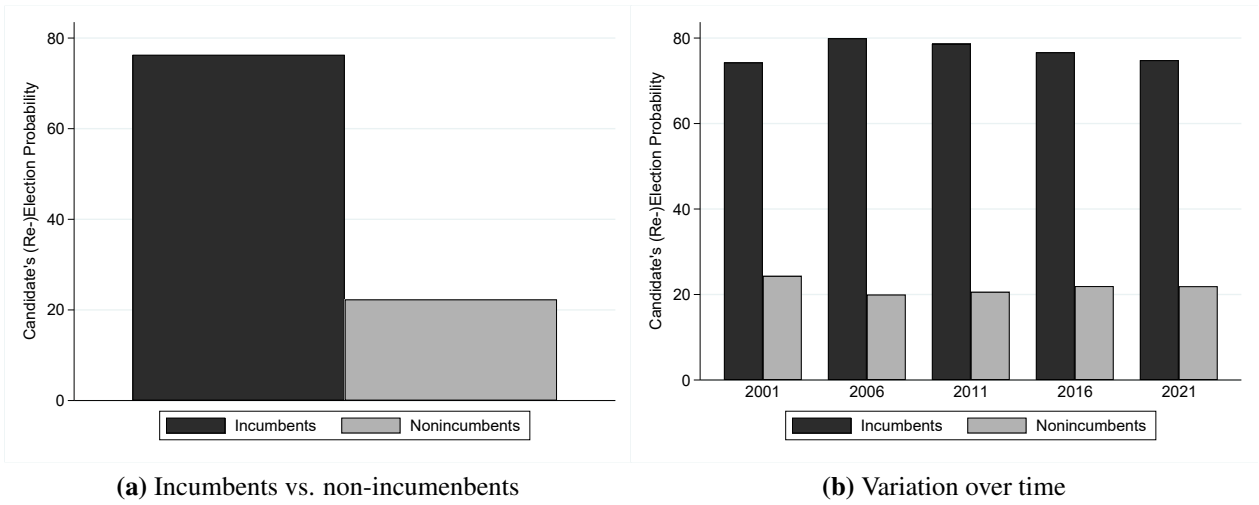 Candidate's (Re-)Election Probability
80
60
40
20
0
Incumbents Nonincumbents
(a) Incumbents vs. non-incumenbents
Candidate's (Re-)Election Probability
80
60
40
20
0
2001 2006 2011 2016 2021
Incumbents Nonincumbents
(b) Variation over time